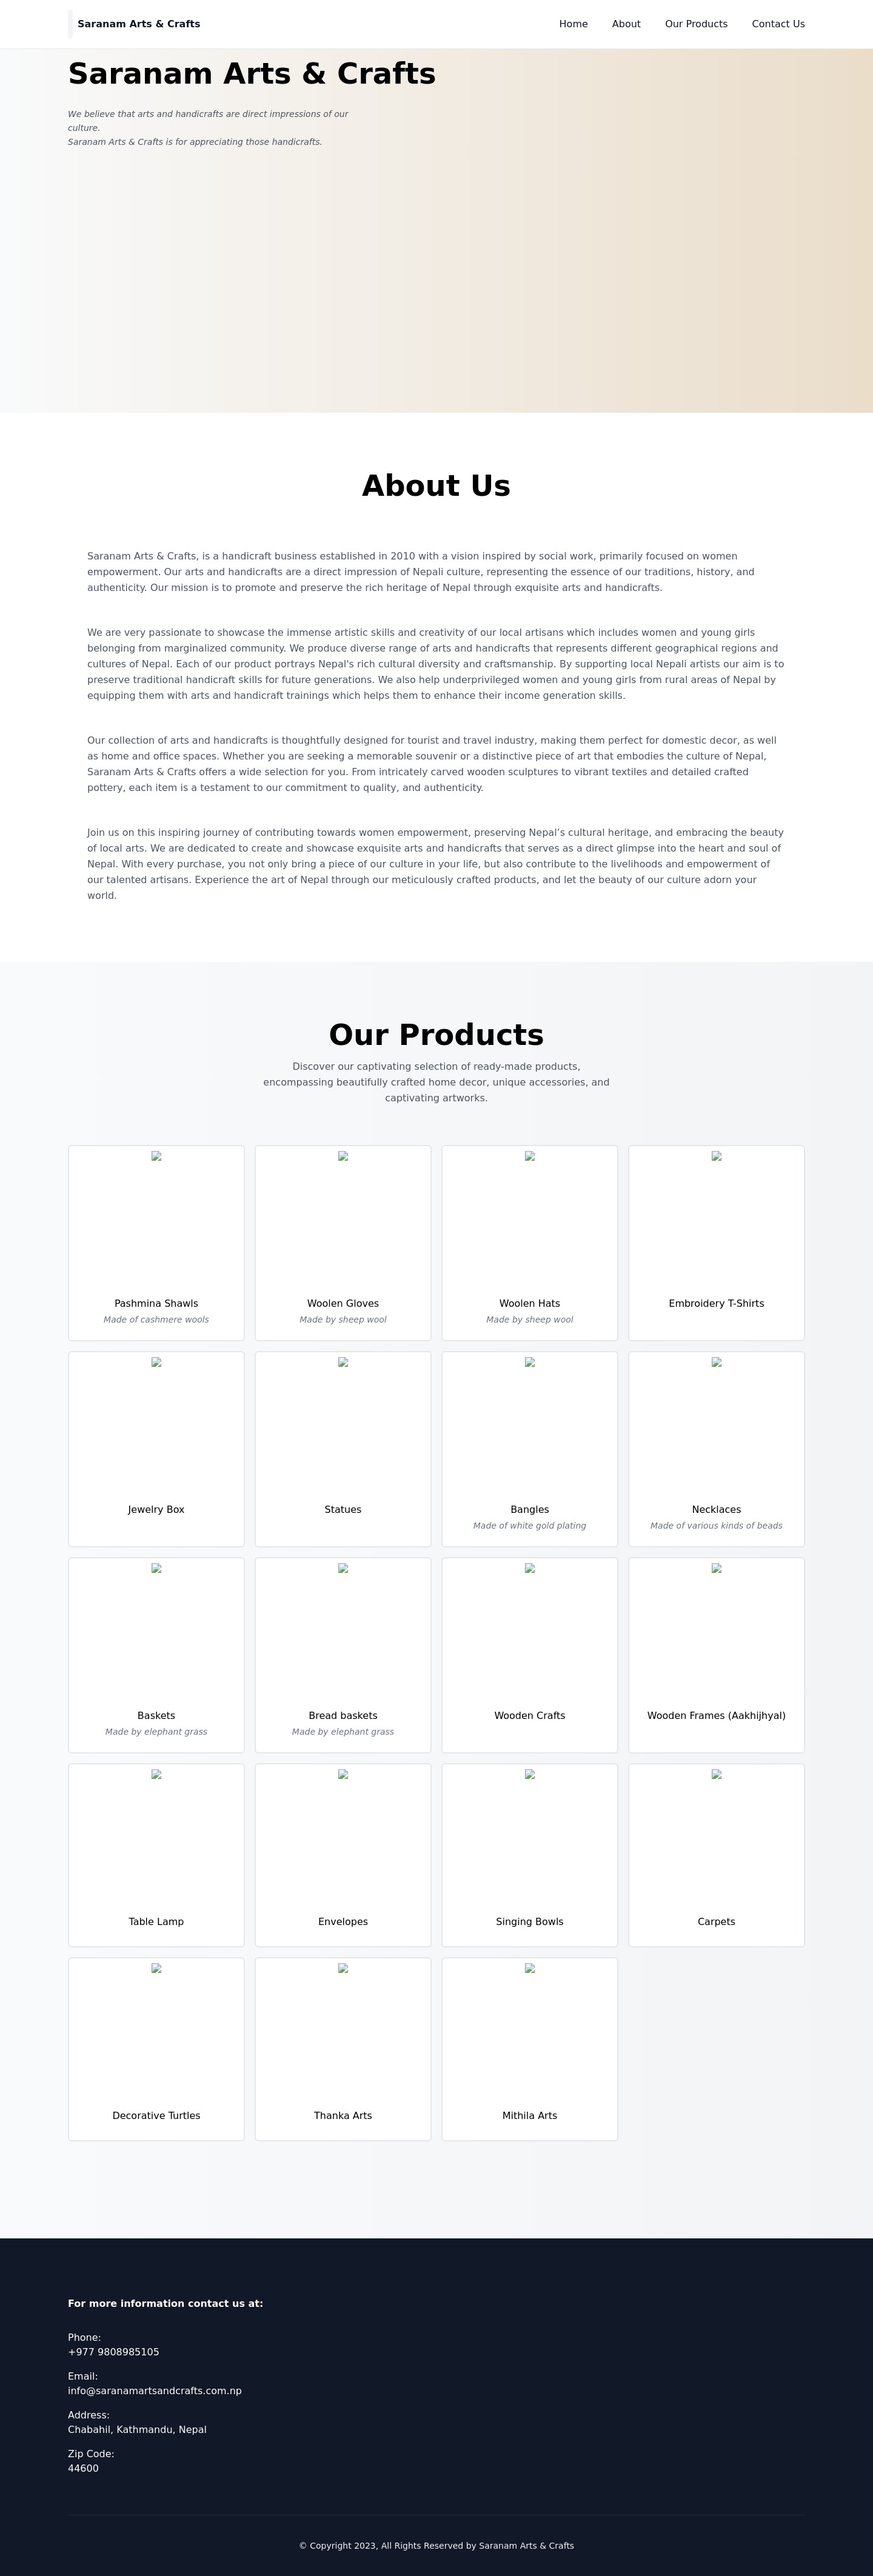 Saranam Arts & Crafts
Home About Our Products Contact Us
Saranam Arts & Crafts
We believe that arts and handicrafts are direct impressions of our
culture.
Saranam Arts & Crafts is for appreciating those handicrafts.
About Us
Saranam Arts & Crafts, is a handicraft business established in 2010 with a vision inspired by social work, primarily focused on women
empowerment. Our arts and handicrafts are a direct impression of Nepali culture, representing the essence of our traditions, history, and
authenticity. Our mission is to promote and preserve the rich heritage of Nepal through exquisite arts and handicrafts.
We are very passionate to showcase the immense artistic skills and creativity of our local artisans which includes women and young girls
belonging from marginalized community. We produce diverse range of arts and handicrafts that represents different geographical regions and
cultures of Nepal. Each of our product portrays Nepal's rich cultural diversity and craftsmanship. By supporting local Nepali artists our aim is to
preserve traditional handicraft skills for future generations. We also help underprivileged women and young girls from rural areas of Nepal by
equipping them with arts and handicraft trainings which helps them to enhance their income generation skills.
Our collection of arts and handicrafts is thoughtfully designed for tourist and travel industry, making them perfect for domestic decor, as well
as home and office spaces. Whether you are seeking a memorable souvenir or a distinctive piece of art that embodies the culture of Nepal,
Saranam Arts & Crafts offers a wide selection for you. From intricately carved wooden sculptures to vibrant textiles and detailed crafted
pottery, each item is a testament to our commitment to quality, and authenticity.
Join us on this inspiring journey of contributing towards women empowerment, preserving Nepal’s cultural heritage, and embracing the beauty
of local arts. We are dedicated to create and showcase exquisite arts and handicrafts that serves as a direct glimpse into the heart and soul of
Nepal. With every purchase, you not only bring a piece of our culture in your life, but also contribute to the livelihoods and empowerment of
our talented artisans. Experience the art of Nepal through our meticulously crafted products, and let the beauty of our culture adorn your
world.
Our Products
Discover our captivating selection of ready-made products,
encompassing beautifully crafted home decor, unique accessories, and
captivating artworks.
Pashmina Shawls
Made of cashmere wools
Woolen Gloves
Made by sheep wool
Woolen Hats
Made by sheep wool
Embroidery T-Shirts
Jewelry Box
Statues
Bangles
Made of white gold plating
Necklaces
Made of various kinds of beads
Baskets
Made by elephant grass
Bread baskets
Made by elephant grass
Wooden Crafts
Wooden Frames (Aakhijhyal)
Table Lamp
Envelopes
Singing Bowls
Carpets
Decorative Turtles
Thanka Arts
Mithila Arts
For more information contact us at:
Phone:
+977 9808985105
Email:
info@saranamartsandcrafts.com.np
Address:
Chabahil, Kathmandu, Nepal
Zip Code:
44600
© Copyright 2023, All Rights Reserved by Saranam Arts & Crafts